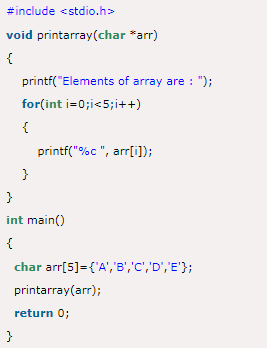 #include <stdio.h>
void printarray(char *arr)
{
    printf("Elements of array are : ");
    for(int i=0;i<5;i++)
    {
        printf("%c ", arr[i]);
    }
}
int main()
{
  char arr[5]={'A','B','C','D','E'};
  printarray(arr);
  return 0;
}